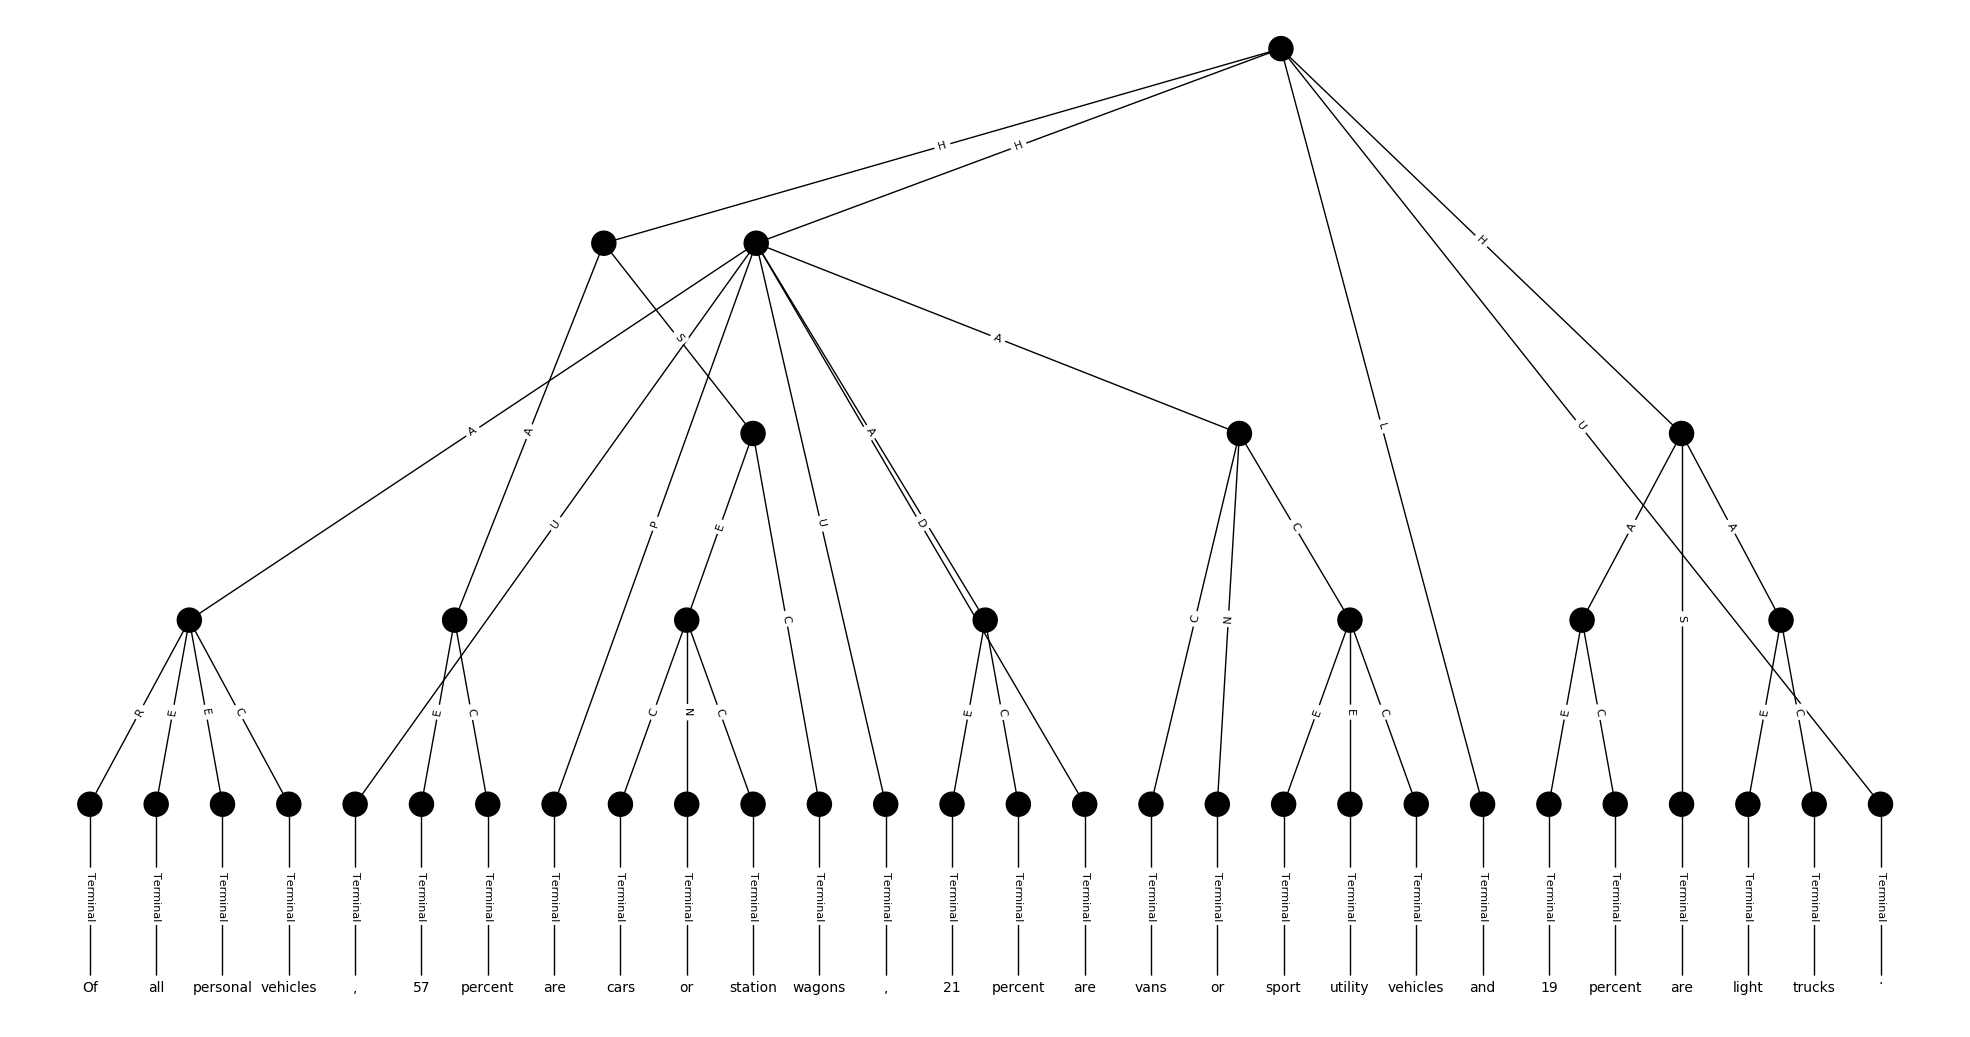 H H
H
S A
A A L U
U P E U D C A A
C C N S
R E E C E C C N C E C E E C E C E C
Terminal Terminal Terminal Terminal Terminal Terminal Terminal Terminal Terminal Terminal Terminal Terminal Terminal Terminal Terminal Terminal Terminal Terminal Terminal Terminal Terminal Terminal Terminal Terminal Terminal Terminal Terminal Terminal
Of all personal vehicles , 57 percent are cars or station wagons , 21 percent are vans or sport utility vehicles and 19 percent are light trucks .